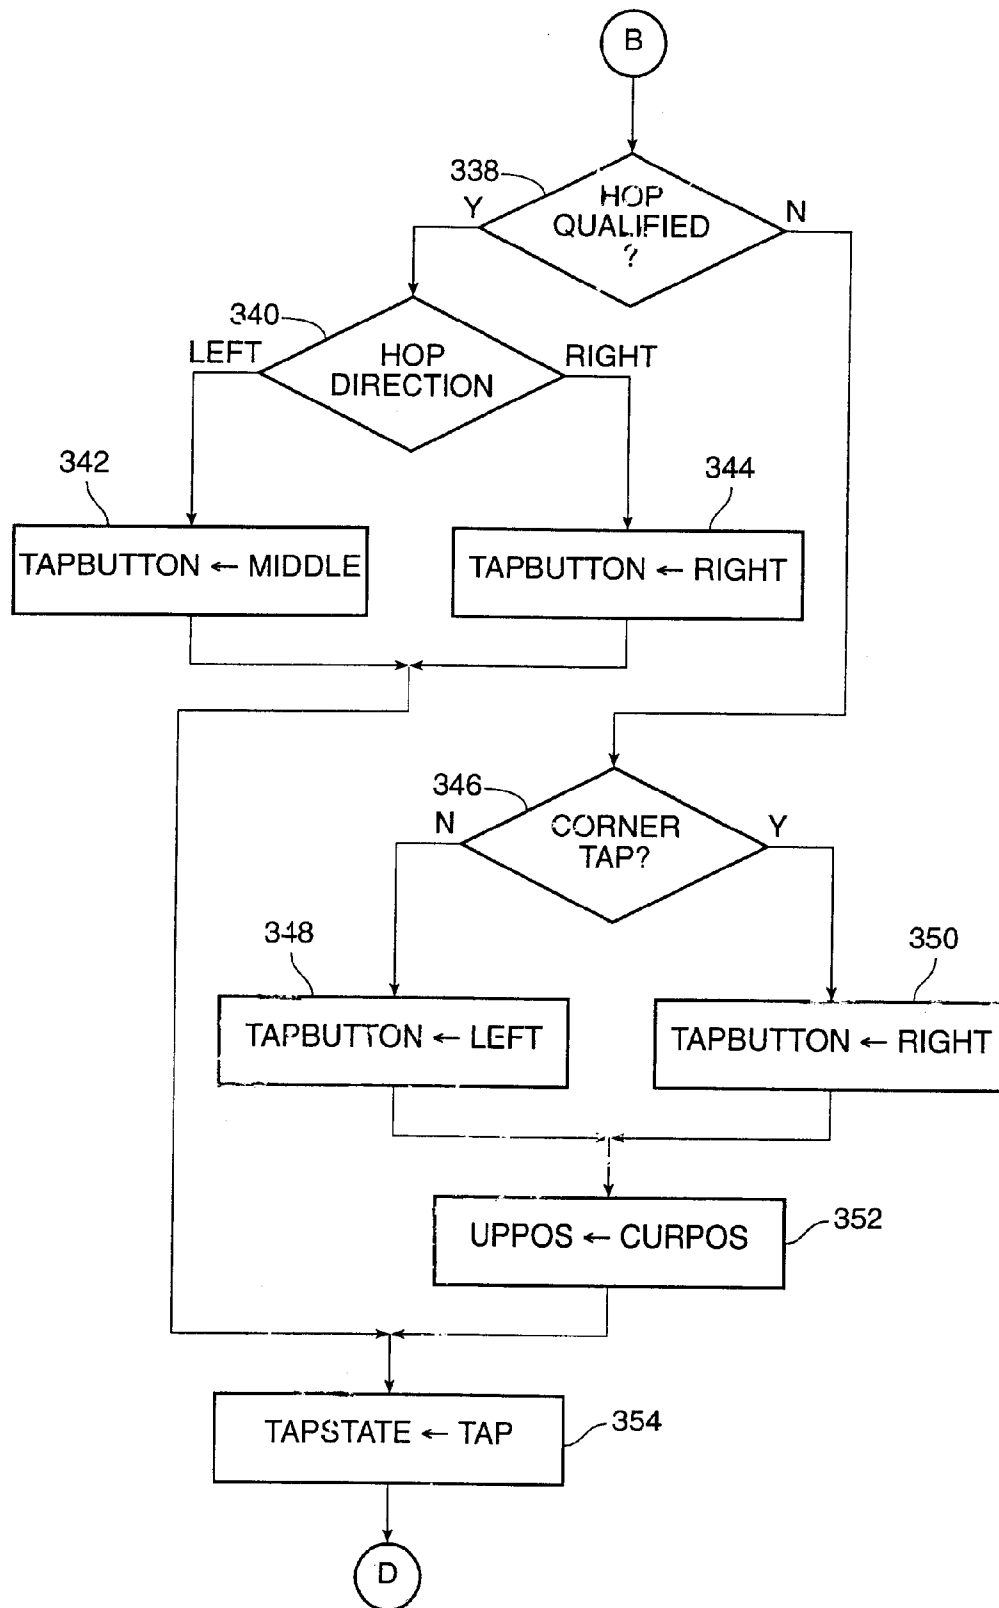 B
338
HOP
QUALIFIED
?
Y
N
340
HOP
DIRECTION
LEFT
RIGHT
342
TAPBUTTON ← MIDDLE
344
TAPBUTTON ← RIGHT
346
CORNER
TAP?
N
Y
348
TAPBUTTON ← LEFT
350
TAPBUTTON ← RIGHT
UPPOS ← CURPOS
352
TAPSTATE ← TAP
354
D